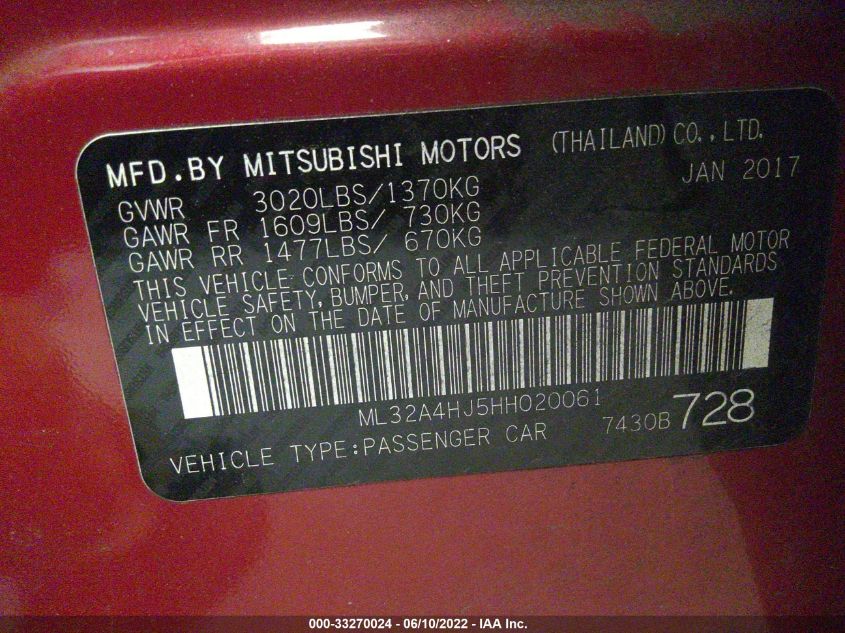 MFD.BY MITSUBISHI MOTORS (THAILAND) CO., LTD.
JAN 2017
GVWR 3020LBS/1370KG
GAWR FR 1609LBS/ 730KG
GAWR RR 1477LBS/ 670KG
THIS VEHICLE CONFORMS TO ALL APPLICABLE FEDERAL MOTOR
VEHICLE SAFETY, BUMPER, AND THEFT PREVENTION STANDARDS
IN EFFECT ON THE DATE OF MANUFACTURE SHOWN ABOVE.
ML32A4HJ5HH020061
7430B 728
VEHICLE TYPE:PASSENGER CAR
000-33270024 - 06/10/2022 - IAA Inc.